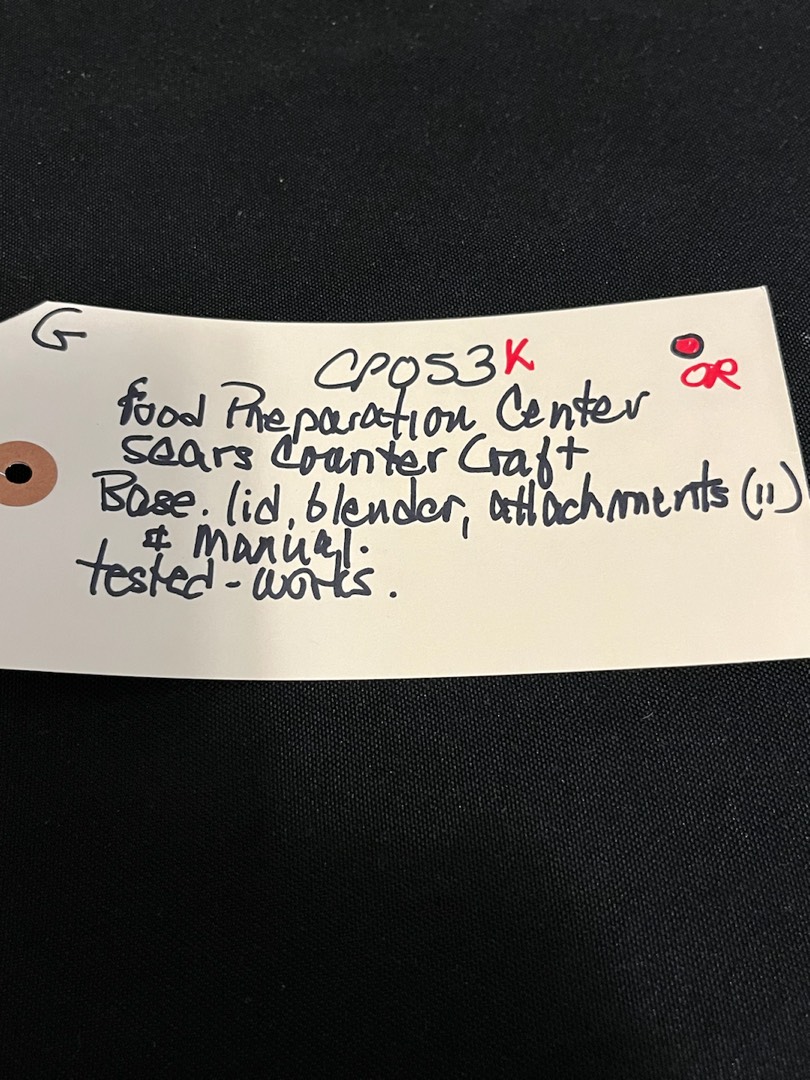 G
CP053K
OR
food Preparation Center
Sears Counter Craft
Base, lid, blender, attachments (11)
& Manual.
tested - works.